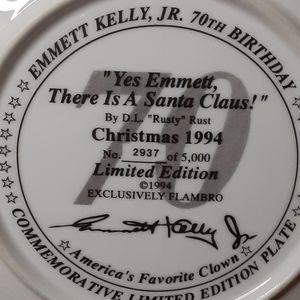 EMMETT KELLY, JR. 70TH BIRTHDAY
70
"Yes Emmett,
There Is A Santa Claus!"
By D.L. "Rusty" Rust
Christmas 1994
No. 2937 of 5,000
Limited Edition
©1994
EXCLUSIVELY FLAMBRO
Emmett Kelly Jr
☆ America's Favorite Clown ☆
COMMEMORATIVE LIMITED EDITION PLATE